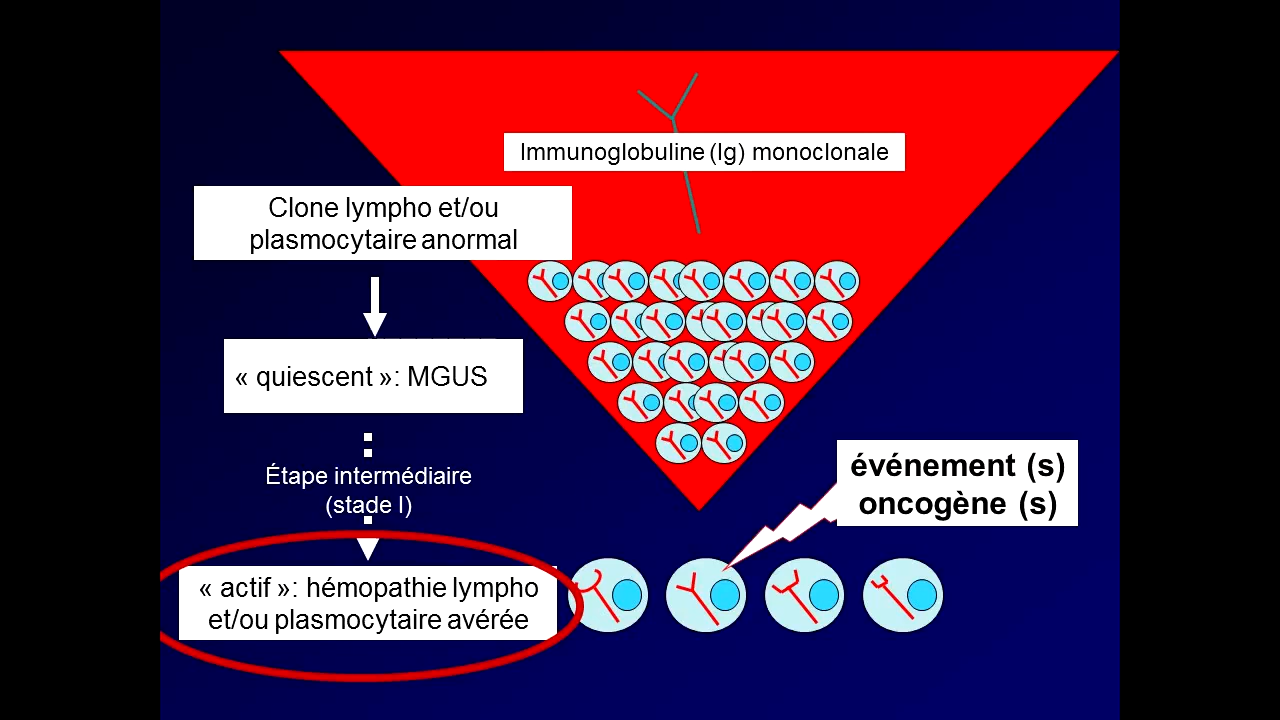 Immunoglobuline (Ig) monoclonale
Clone lympho et/ou
plasmocytaire anormal
« quiescent »: MGUS
Étape intermédiaire
(stade I)
événement (s)
oncogène (s)
« actif »: hémopathie lympho
et/ou plasmocytaire avérée